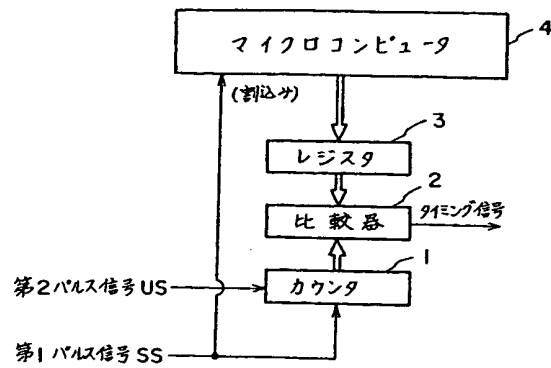 4
マイクロコンピュータ
(割込み)
3
レジスタ
2
比較器
タイミング信号
1
第2パルス信号US
カウンタ
第1パルス信号SS